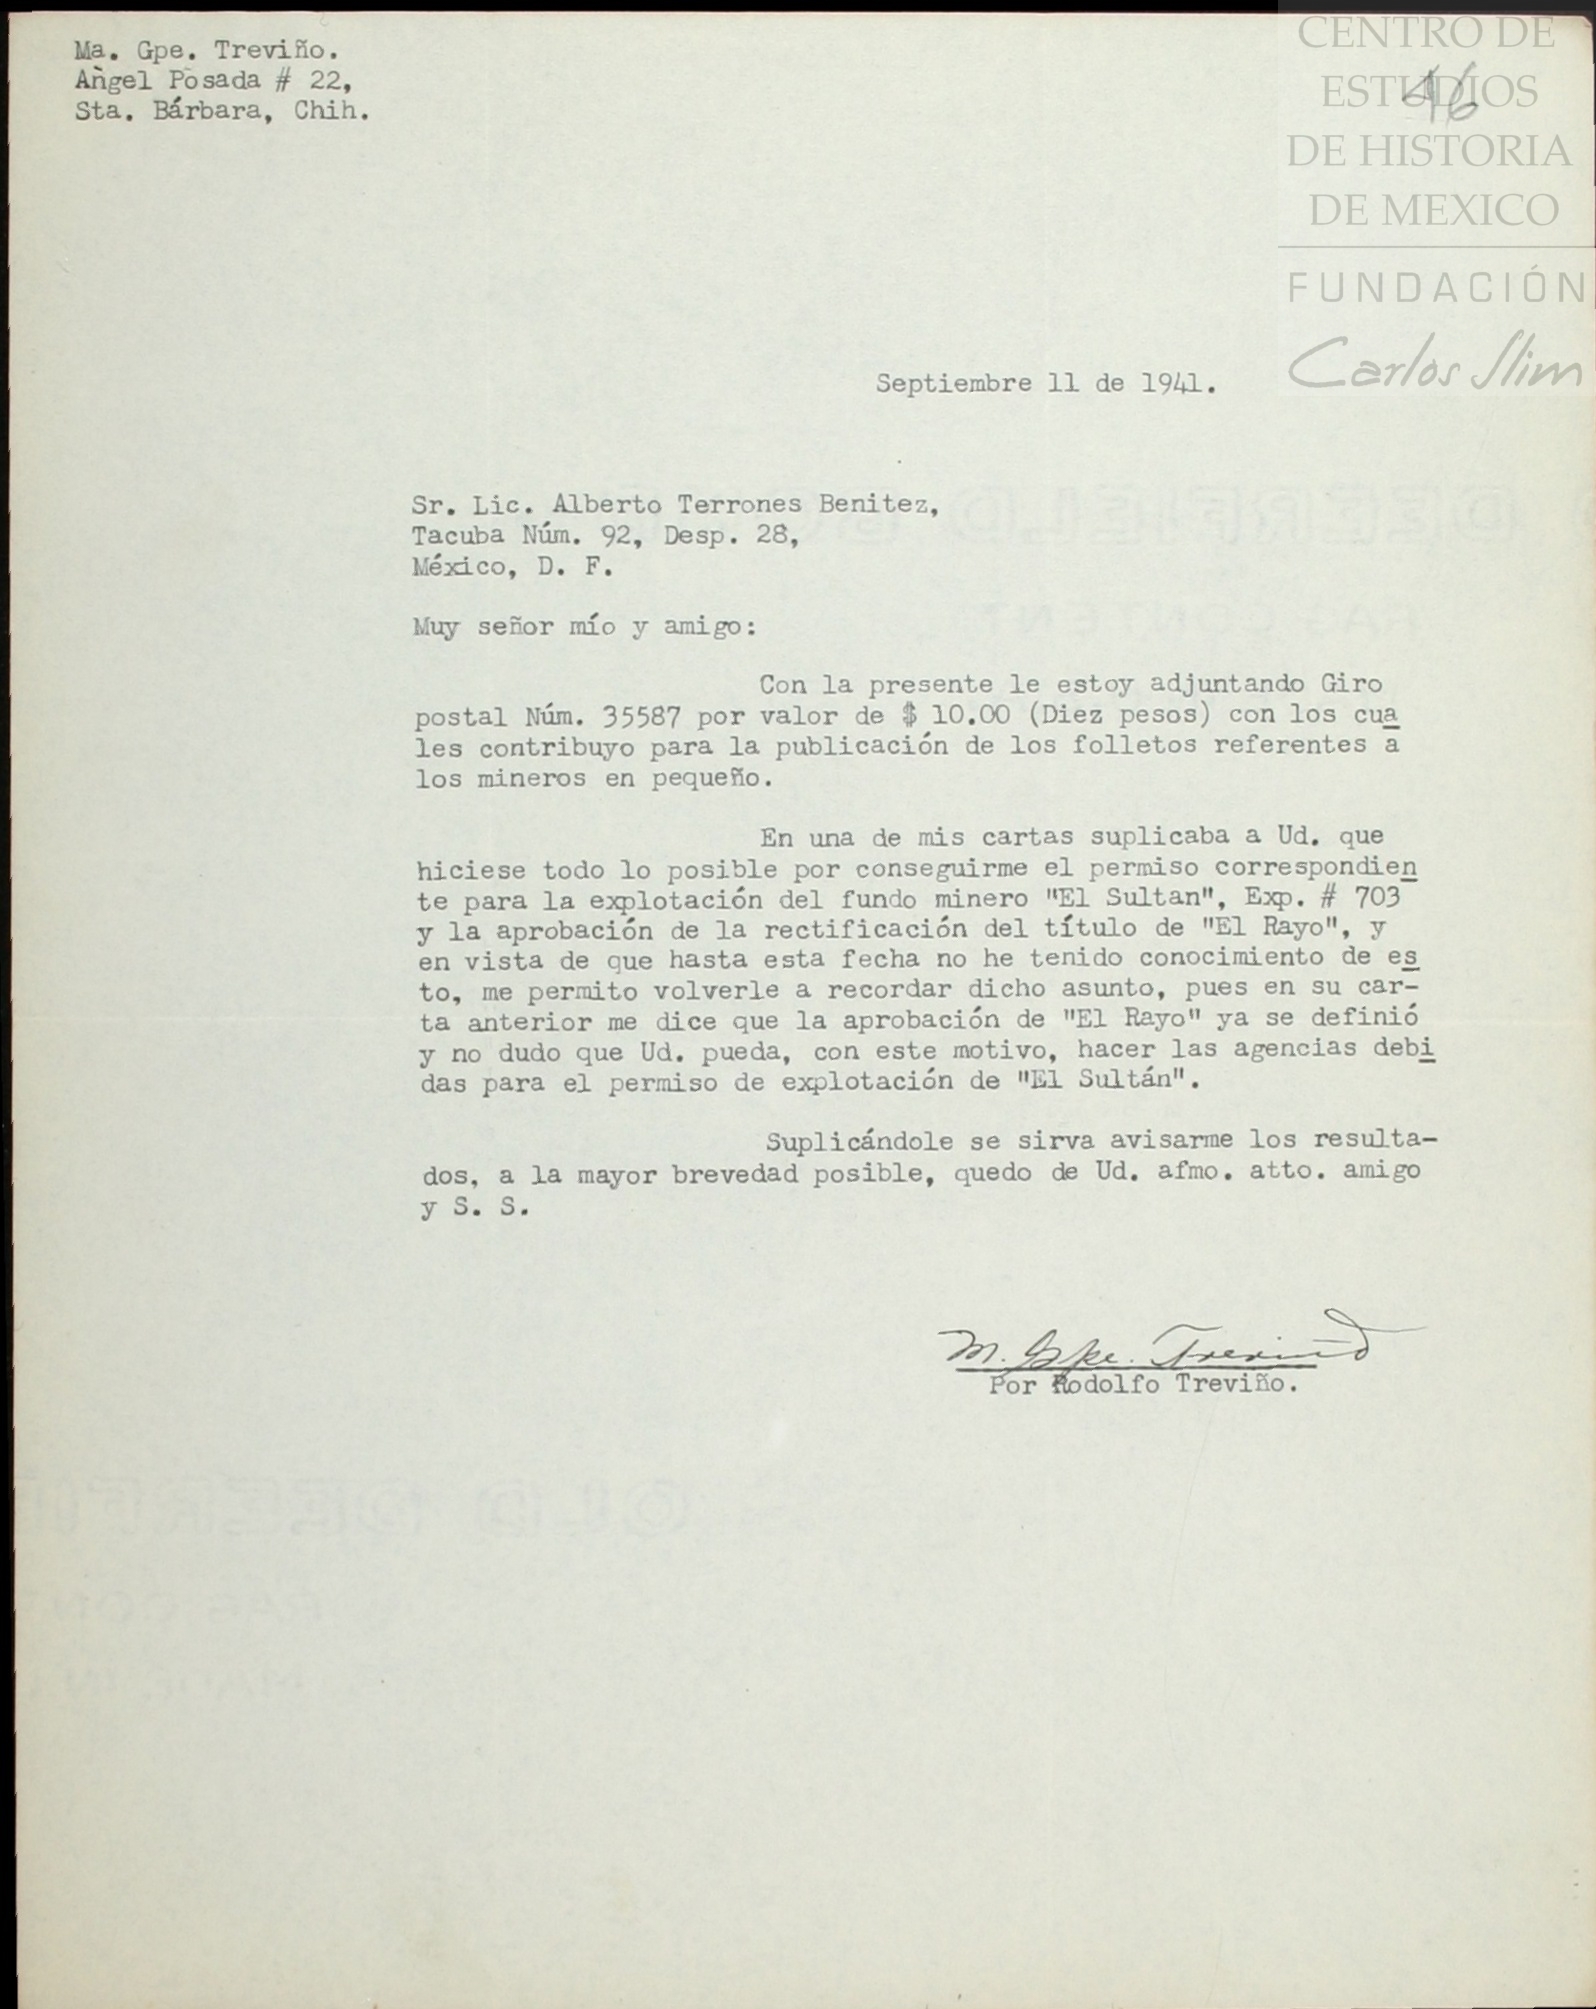 Ma. Gpe. Treviño.
Angel Posada # 22,
Sta. Bárbara, Chih.
CENTRO DE
ESTUDIOS
DE HISTORIA
DE MEXICO
FUNDACIÓN
Carlos Slim
46
Septiembre 11 de 1941.
Sr. Lic. Alberto Terrones Benitez,
Tacuba Núm. 92, Desp. 28,
México, D. F.
Muy señor mío y amigo:
Con la presente le estoy adjuntando Giro
postal Núm. 35587 por valor de $ 10.00 (Diez pesos) con los cua
les contribuyo para la publicación de los folletos referentes a
los mineros en pequeño.
En una de mis cartas suplicaba a Ud. que
hiciese todo lo posible por conseguirme el permiso correspondien
te para la explotación del fundo minero "El Sultan", Exp. # 703
y la aprobación de la rectificación del título de "El Rayo", y
en vista de que hasta esta fecha no he tenido conocimiento de es
to, me permito volverle a recordar dicho asunto, pues en su car-
ta anterior me dice que la aprobación de "El Rayo" ya se definió
y no dudo que Ud. pueda, con este motivo, hacer las agencias debi
das para el permiso de explotación de "El Sultán".
Suplicándole se sirva avisarme los resulta-
dos, a la mayor brevedad posible, quedo de Ud. afmo. atto. amigo
y S. S.
M. Gpe. Treviño
Por Rodolfo Treviño.